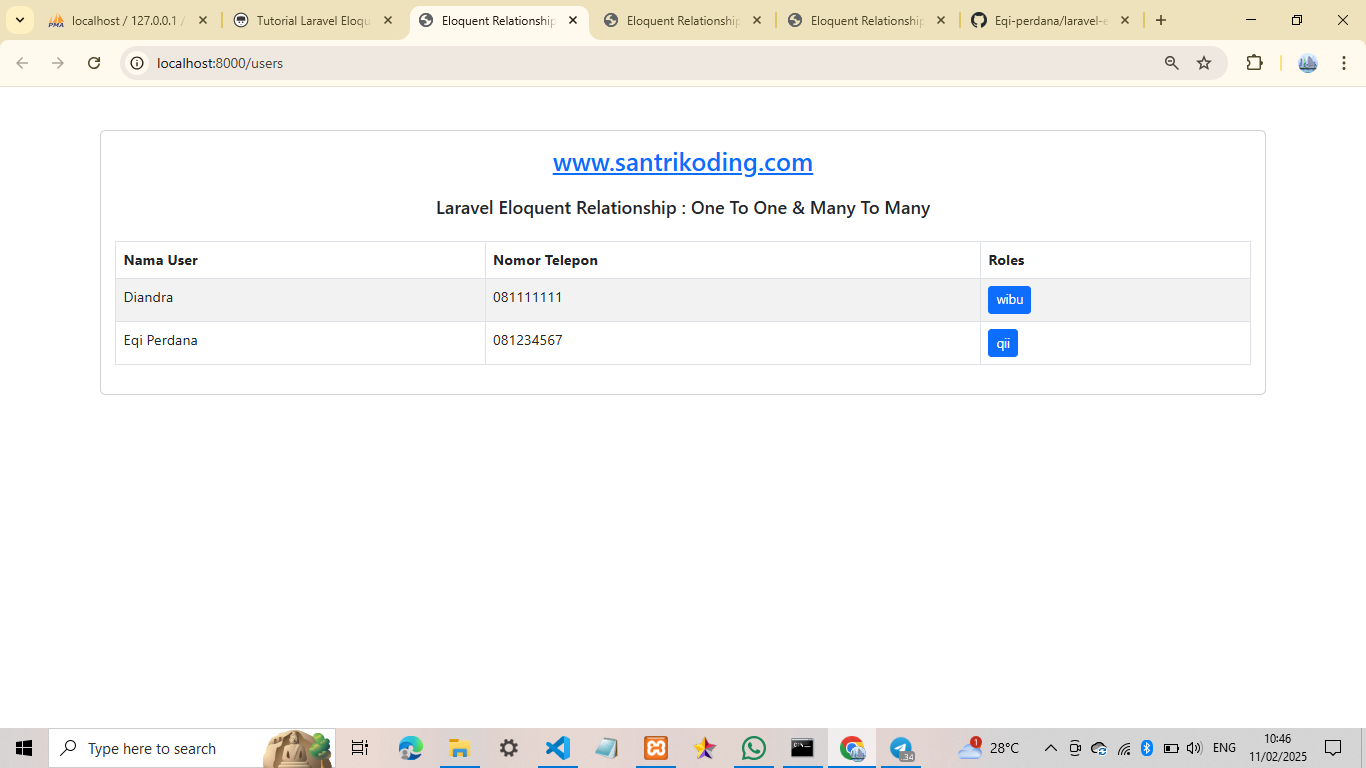 localhost / 127.0.0.1 /
Tutorial Laravel Eloqu
Eloquent Relationship
Eloquent Relationship
Eloquent Relationship
Eqi-perdana/laravel-e
localhost:8000/users
www.santrikoding.com
Laravel Eloquent Relationship : One To One & Many To Many
Nama User Nomor Telepon Roles
Diandra 081111111 wibu
Eqi Perdana 081234567 qii
Type here to search
34
1
28°C
ENG
10:46
11/02/2025